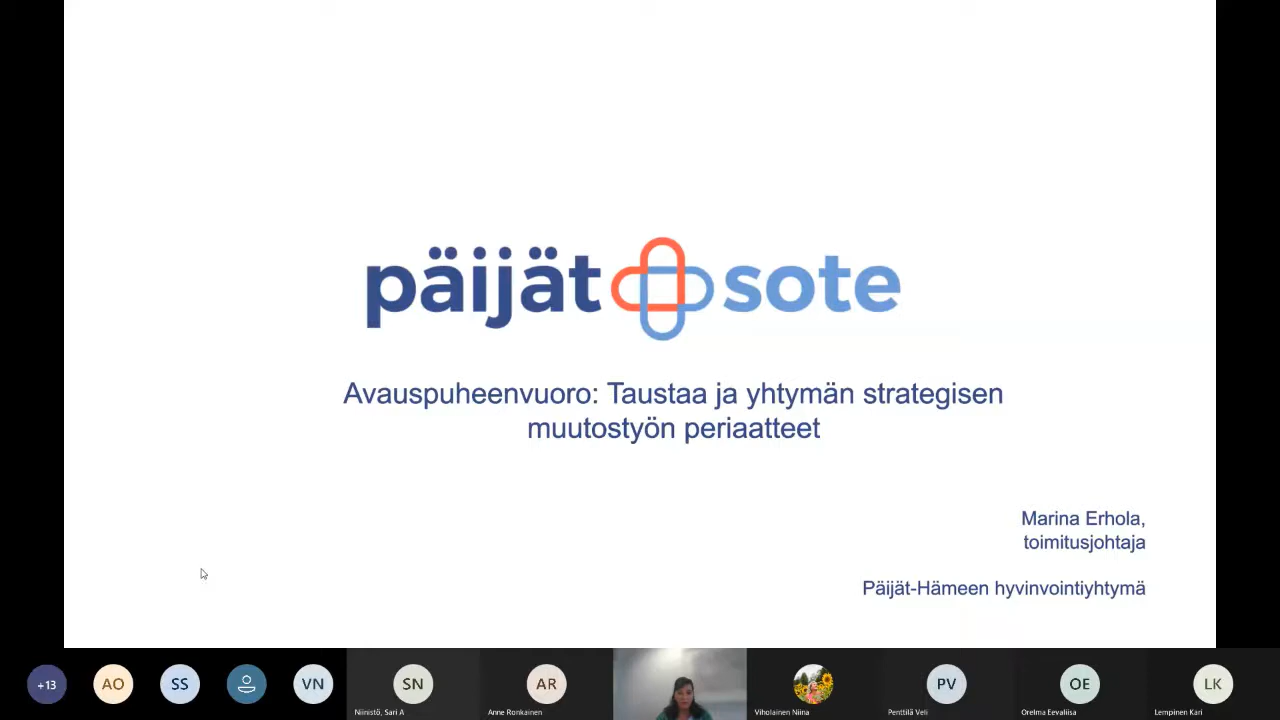 päijät sote
Avauspuheenvuoro: Taustaa ja yhtymän strategisen
muutostyön periaatteet
Marina Erhola,
toimitusjohtaja
Päijät-Hämeen hyvinvointiyhtymä
+13
AO
SS
VN
SN
AR
PV
OE
LK
Niinistö, Sari A
Anne Ronkainen
Viholainen Niina
Penttilä Veli
Orelma Eevaliisa
Lempinen Kari